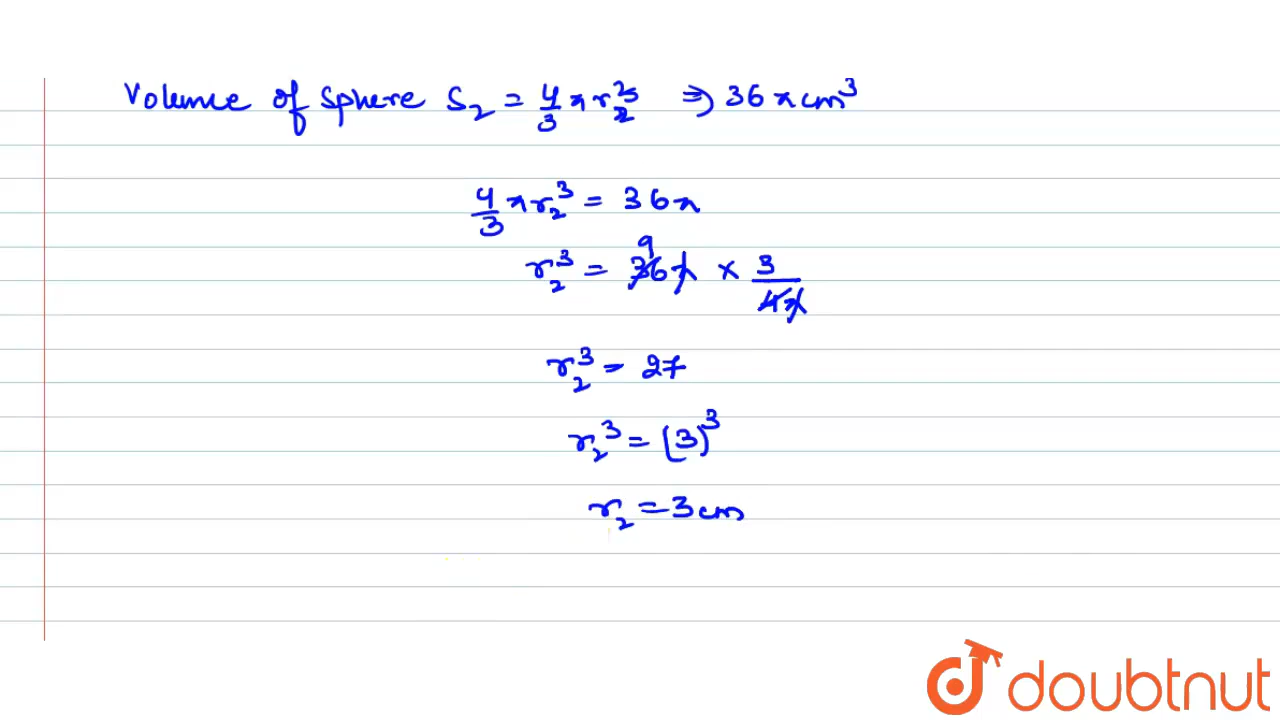 Volume of Sphere S₂ = 4/3 π r₂³ ⇒ 36 π cm³
4/3 π r₂³ = 36 π
9
r₂³ = 36 π × 3/4π
r₂³ = 27
r₂³ = (3)³
r₂ = 3 cm
doubtnut